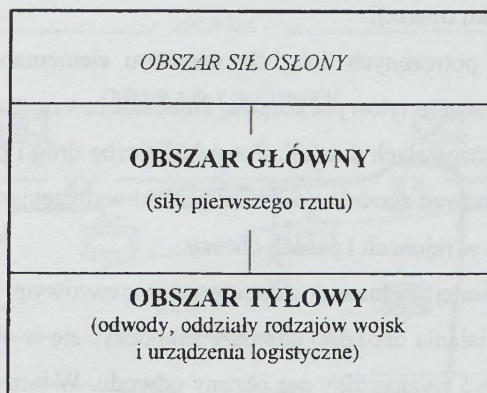 OBSZAR SIŁ OSŁONY
OBSZAR GŁÓWNY
(siły pierwszego rzutu)
OBSZAR TYŁOWY
(odwody, oddziały rodzajów wojsk
i urządzenia logistyczne)